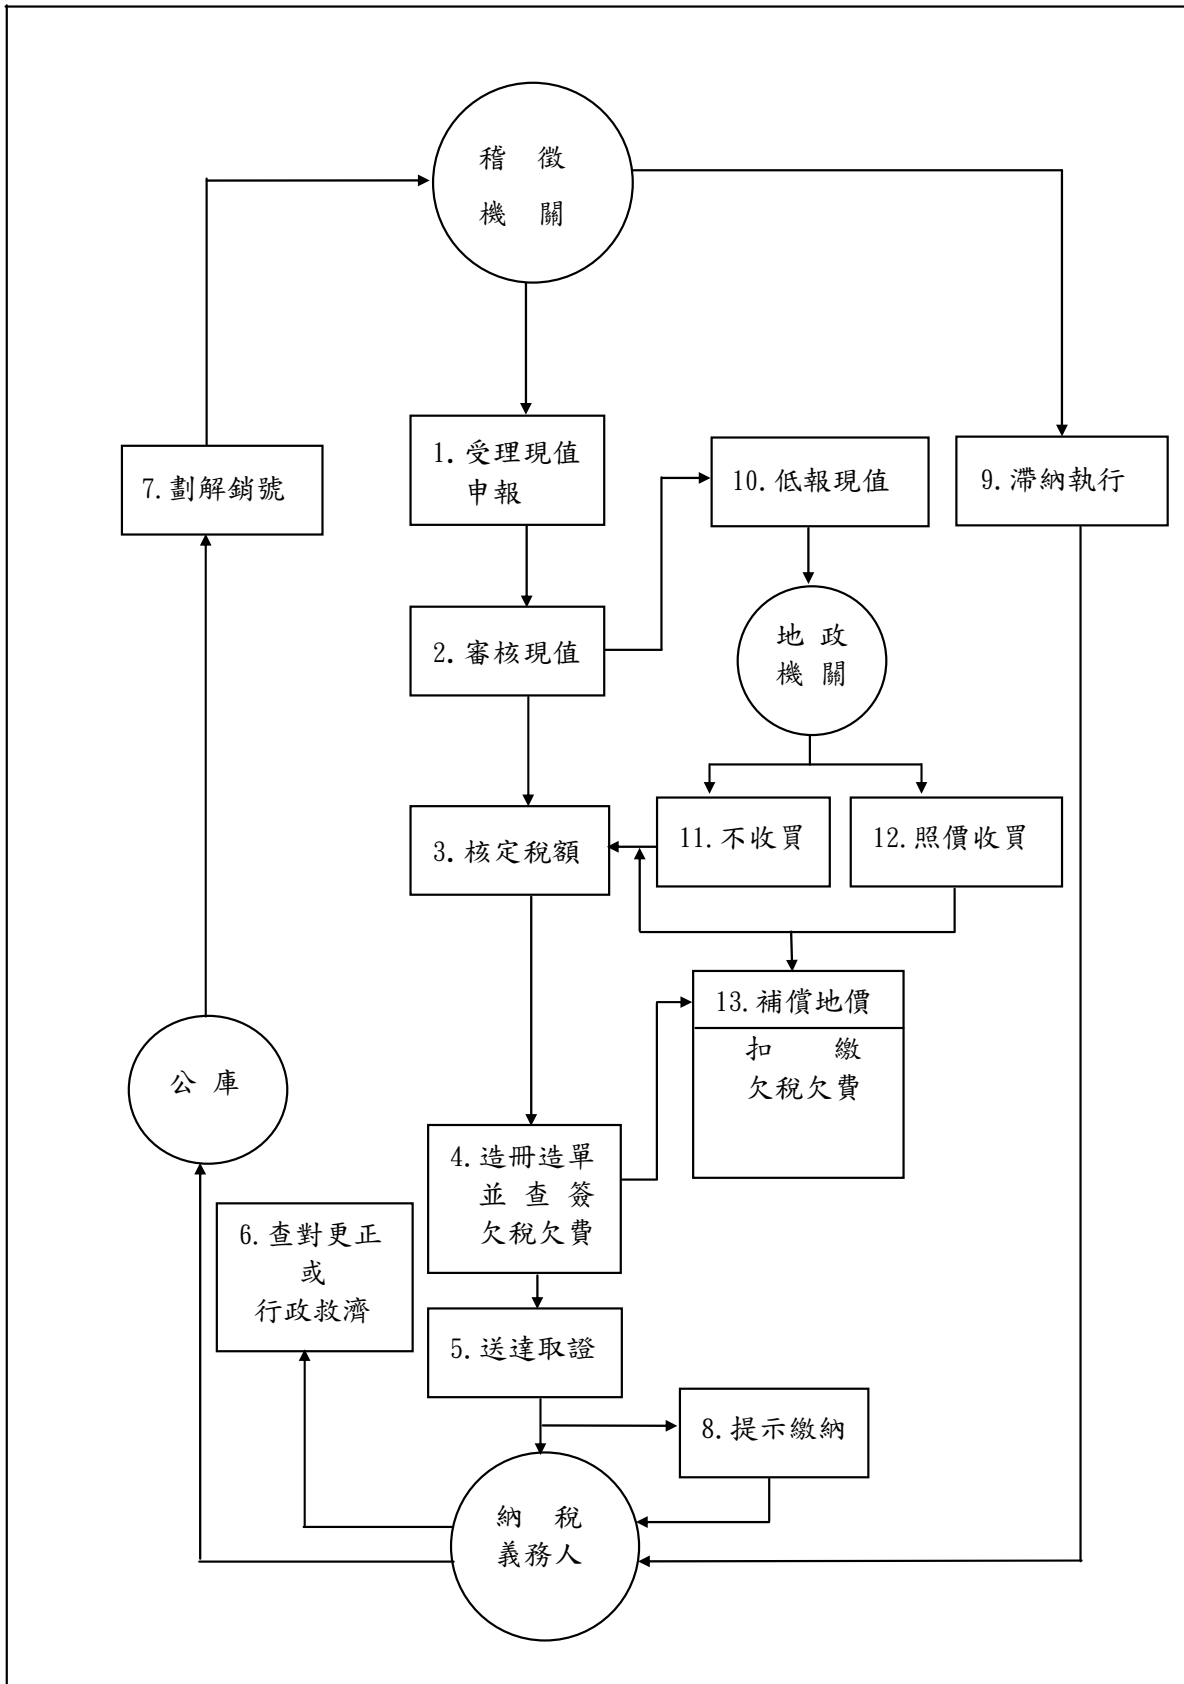 稽 徵
機 關
1.受理現值
申報
7.劃解銷號
10.低報現值
9.滯納執行
2.審核現值
地 政
機 關
3.核定稅額
11.不收買
12.照價收買
13.補償地價
扣 繳
欠稅欠費
公 庫
4.造冊造單
並 查 簽
欠稅欠費
6.查對更正
或
行政救濟
5.送達取證
8.提示繳納
納 稅
義務人